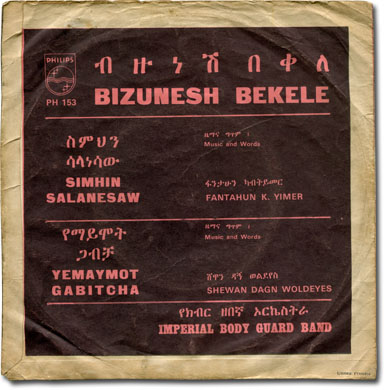 PHILIPS
PH 153
ብዙነሽ በቀለ
BIZUNESH BEKELE
ስምህን
ሳላነሳው
SIMHIN
SALANESAW
ዜማና ግጥም ፡
Music and Words
ፋንታሁን ካብትይመር
FANTAHUN K. YIMER
የማይሞት
ጋብቻ
YEMAYMOT
GABITCHA
ዜማና ግጥም ፡
Music and Words
ሸዋን ዳኝ ወልደየስ
SHEWAN DAGN WOLDEYES
የክብር ዘበኛ ኦርኬስትራ
IMPERIAL BODY GUARD BAND